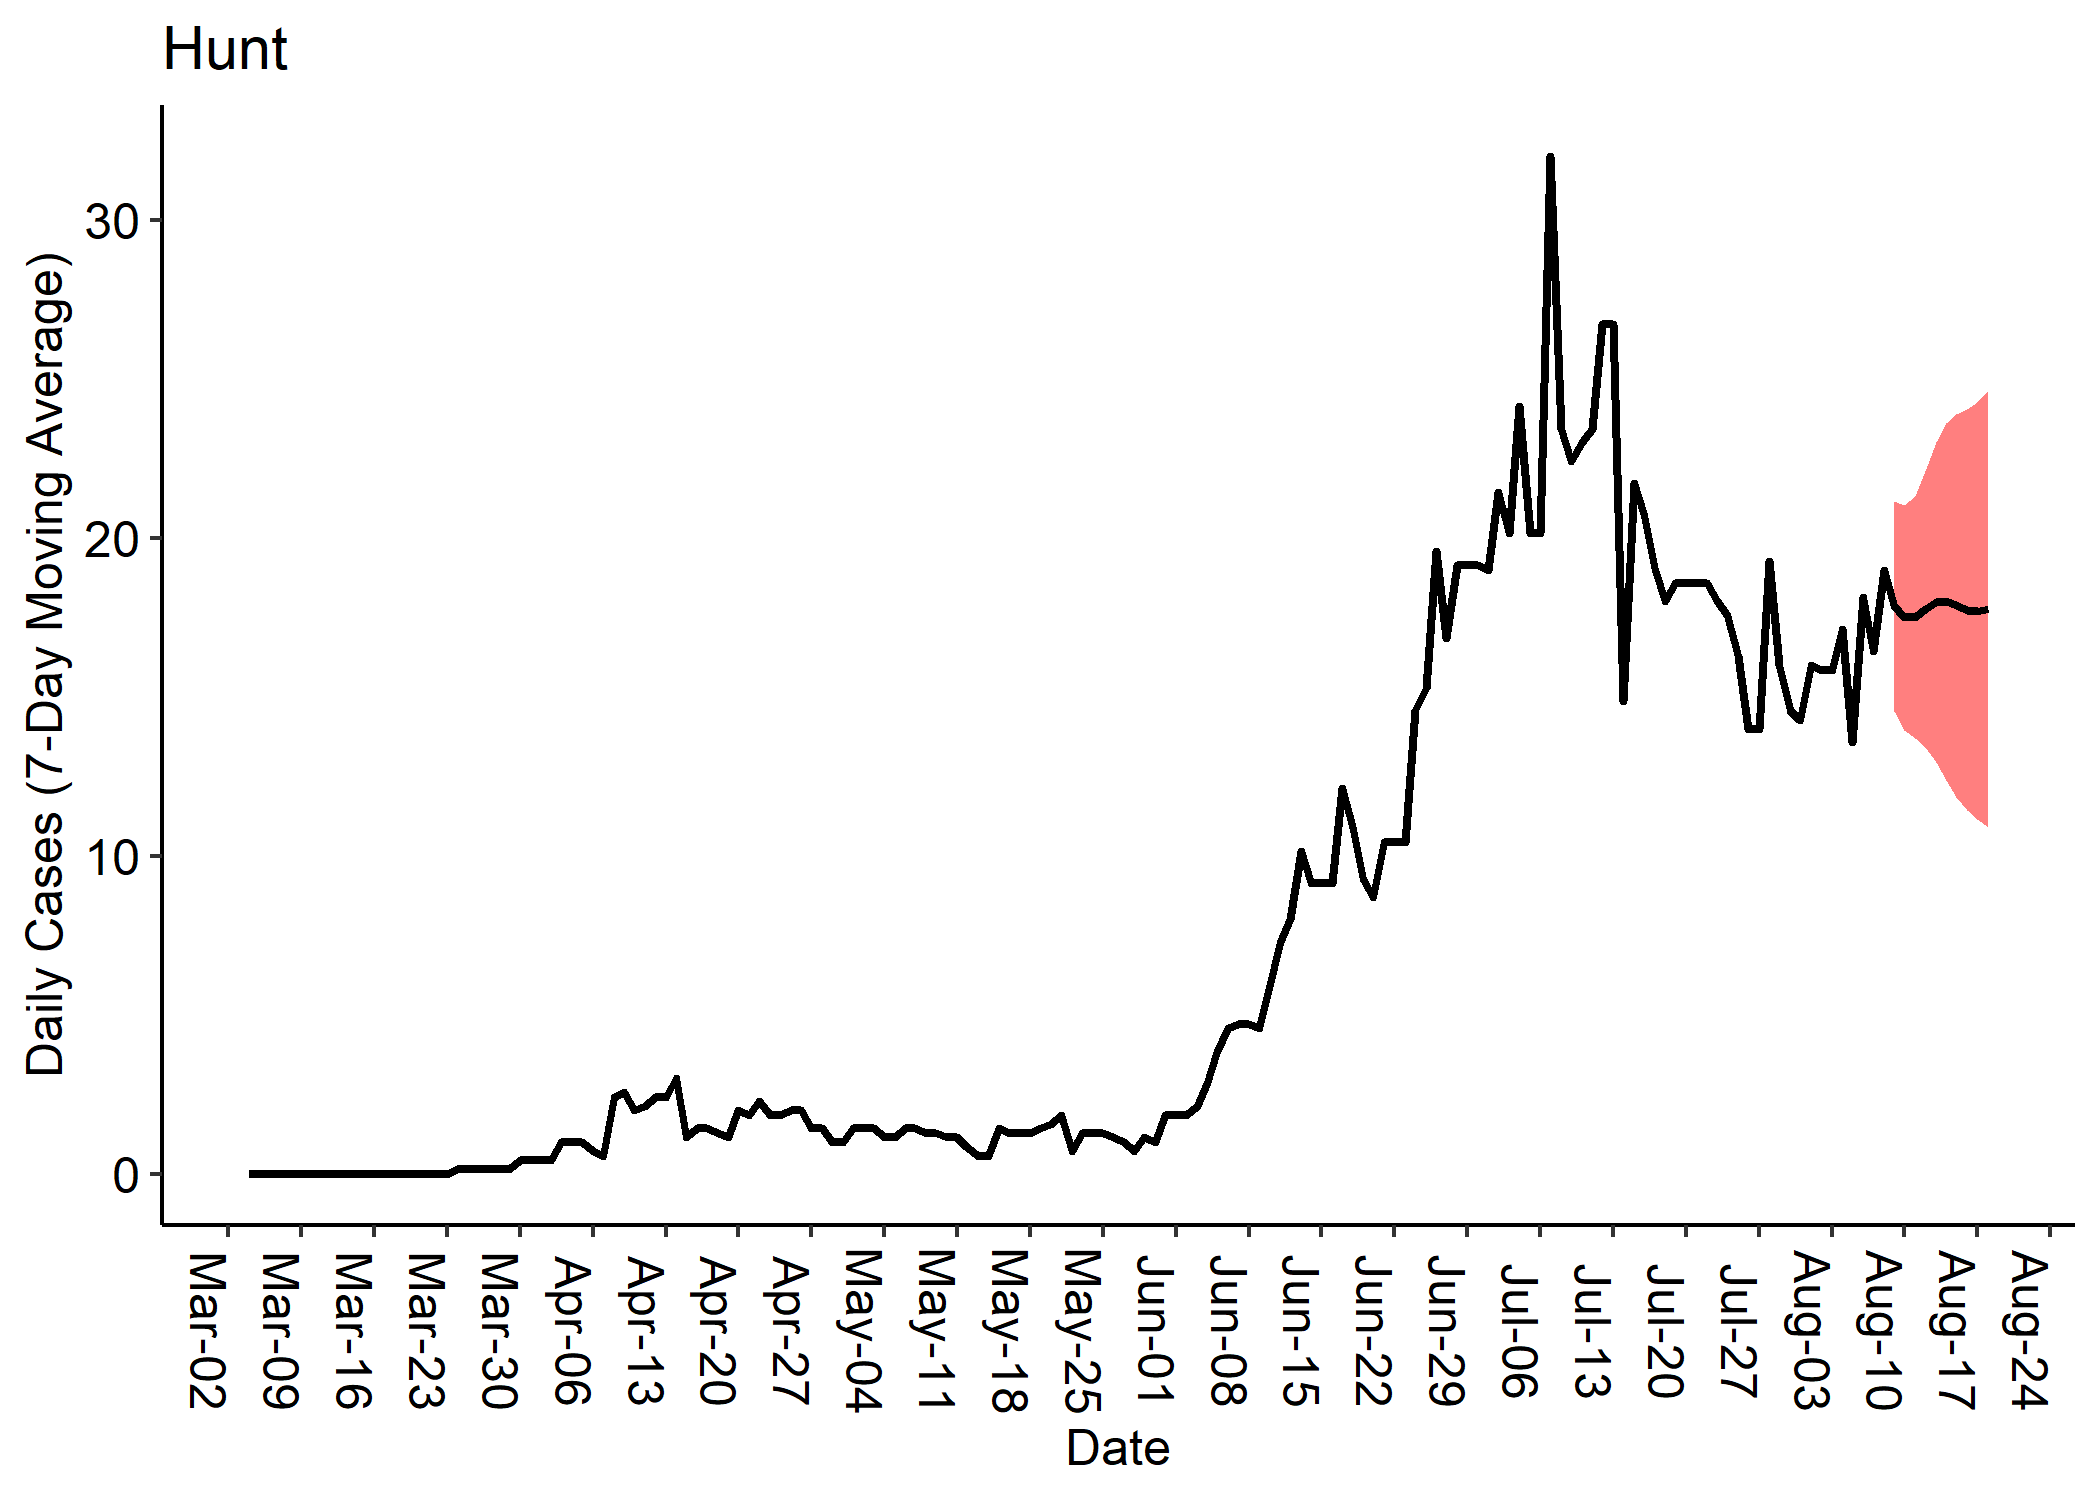 Hunt
Daily Cases (7-Day Moving Average)
30
20
10
0
Mar-02
Mar-09
Mar-16
Mar-23
Mar-30
Apr-06
Apr-13
Apr-20
Apr-27
May-04
May-11
May-18
May-25
Jun-01
Jun-08
Jun-15
Jun-22
Jun-29
Jul-06
Jul-13
Jul-20
Jul-27
Aug-03
Aug-10
Aug-17
Aug-24
Date